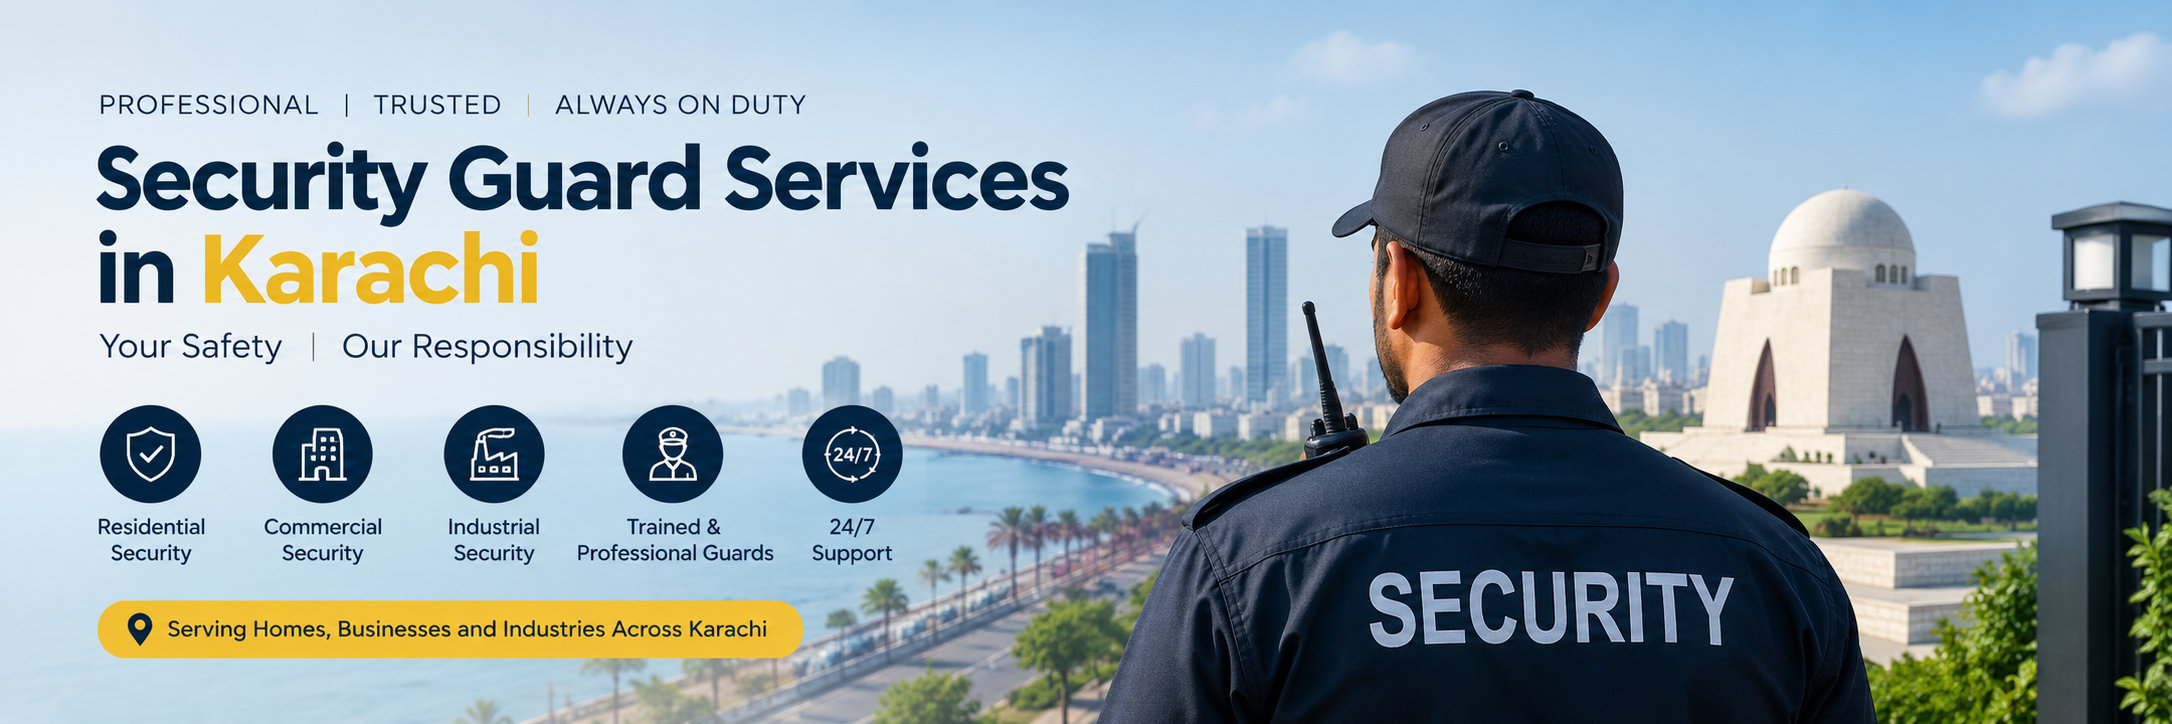 PROFESSIONAL | TRUSTED | ALWAYS ON DUTY
Security Guard Services
in Karachi
Your Safety | Our Responsibility
24/7
Residential
Security
Commercial
Security
Industrial
Security
Trained &
Professional Guards
24/7
Support
Serving Homes, Businesses and Industries Across Karachi
SECURITY